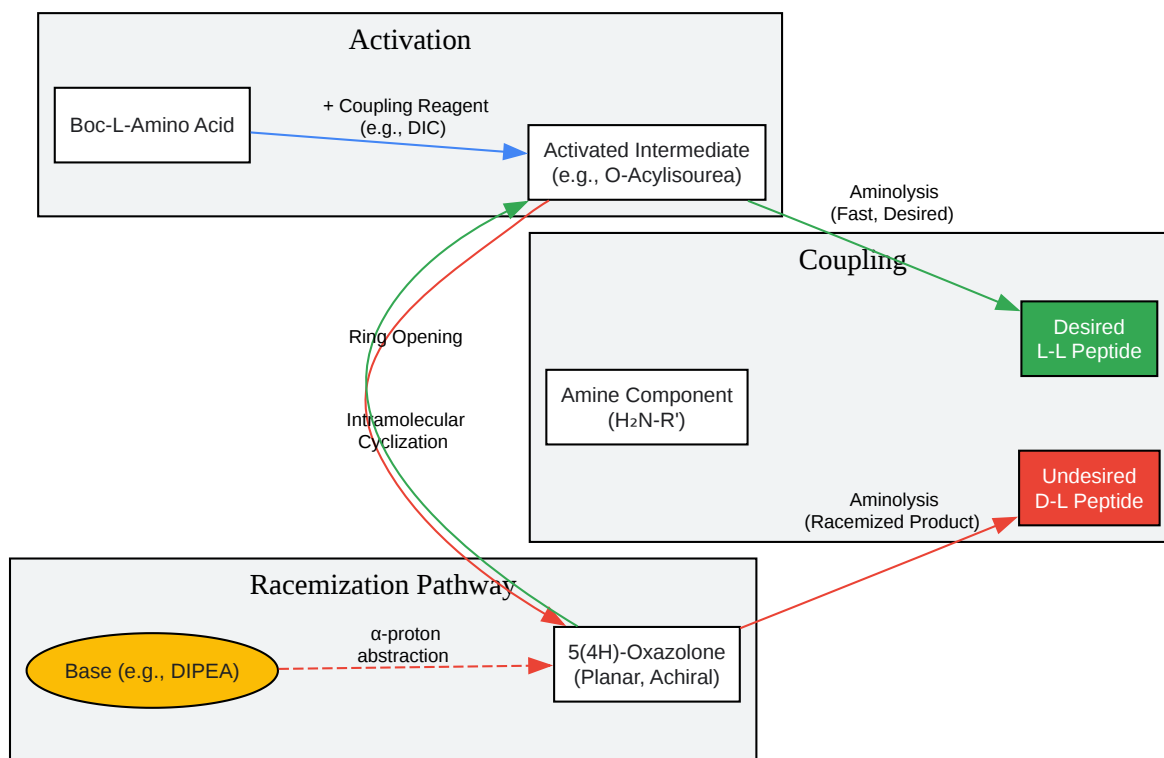 Activation
Boc-L-Amino Acid
+ Coupling Reagent
(e.g., DIC)
Activated Intermediate
(e.g., O-Acylisourea)
Aminolysis
(Fast, Desired)
Coupling
Desired
L-L Peptide
Ring Opening
Amine Component
(H₂N-R')
Intramolecular
Cyclization
Undesired
D-L Peptide
Aminolysis
(Racemized Product)
Racemization Pathway
Base (e.g., DIPEA)
α-proton
abstraction
5(4H)-Oxazolone
(Planar, Achiral)